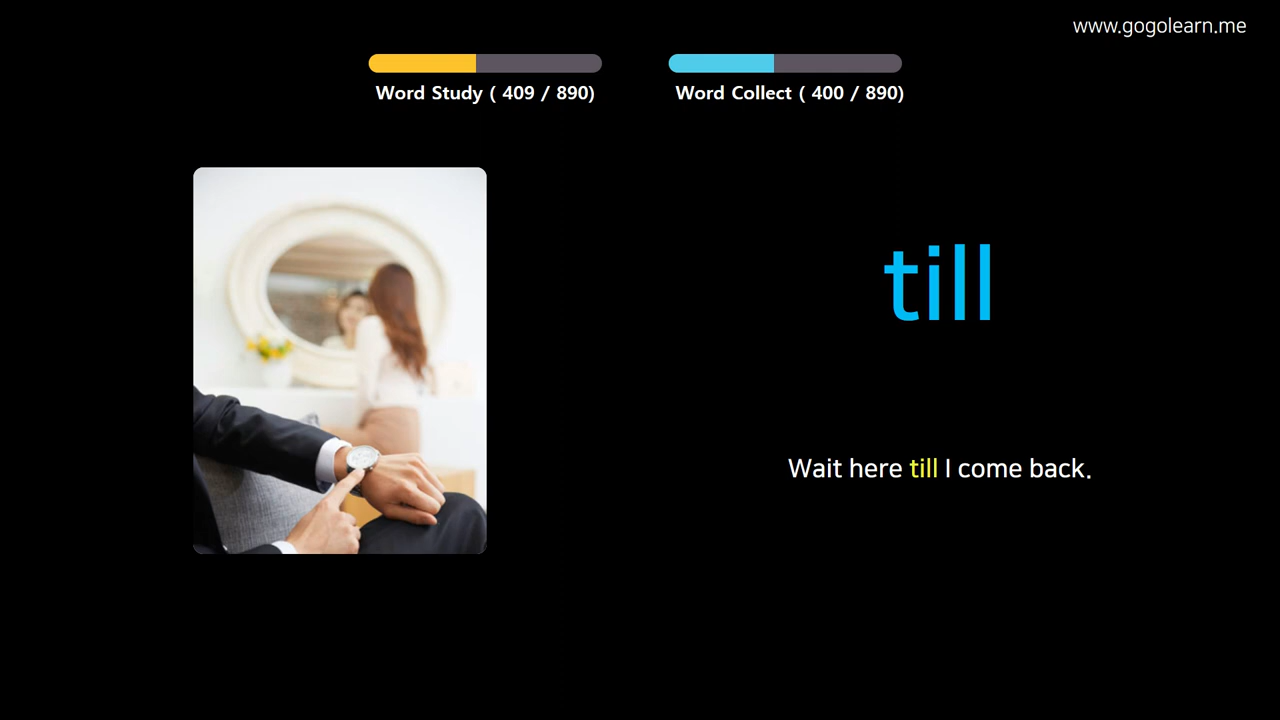 www.gogolearn.me
Word Study ( 409 / 890)
Word Collect ( 400 / 890)
till
Wait here till I come back.